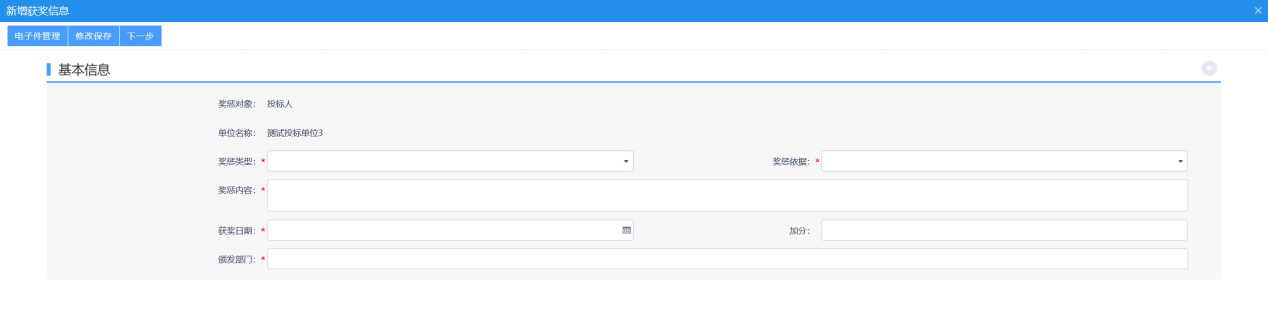 新增获奖信息
电子件管理 修改保存 下一步
基本信息
奖惩对象： 投标人
单位名称： 测试投标单位3
奖惩类型：* 奖惩依据：*
奖惩内容：*
获奖日期：* 加分：
颁发部门：*